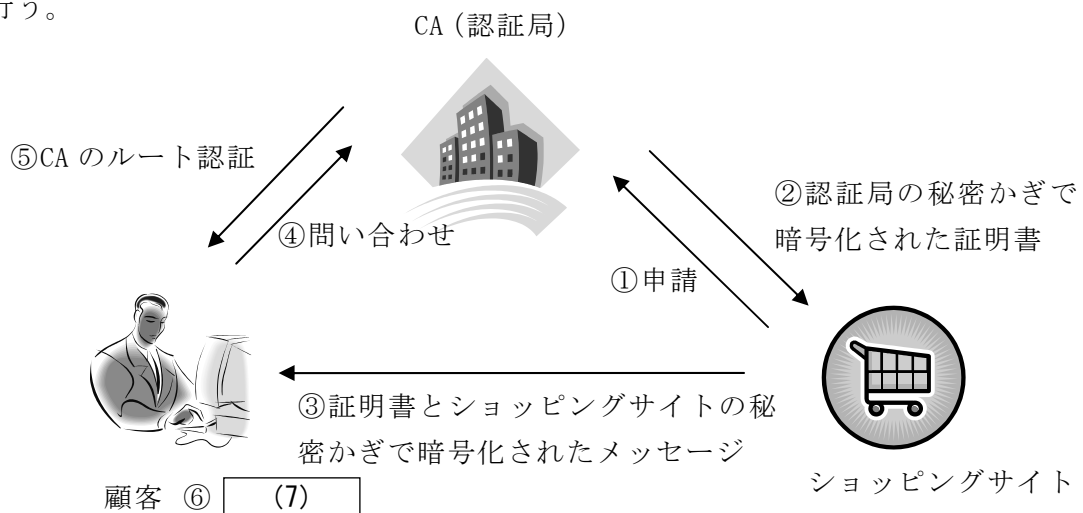 行う。
CA(認証局)
⑤CA のルート認証
②認証局の秘密かぎで
暗号化された証明書
④問い合わせ
①申請
③証明書とショッピングサイトの秘
密かぎで暗号化されたメッセージ
ショッピングサイト
顧客 ⑥ (7)